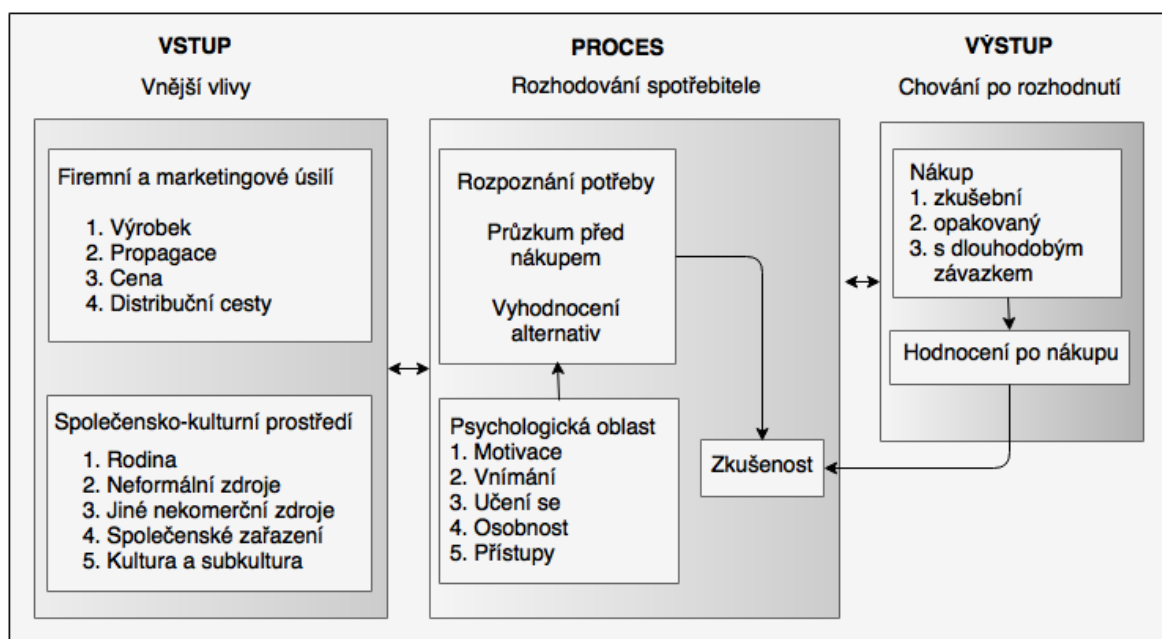 VSTUP
Vnější vlivy
Firemní a marketingové úsilí
1. Výrobek
2. Propagace
3. Cena
4. Distribuční cesty
Společensko-kulturní prostředí
1. Rodina
2. Neformální zdroje
3. Jiné nekomerční zdroje
4. Společenské zařazení
5. Kultura a subkultura
PROCES
Rozhodování spotřebitele
Rozpoznání potřeby
Průzkum před
nákupem
Vyhodnocení
alternativ
Psychologická oblast
1. Motivace
2. Vnímání
3. Učení se
4. Osobnost
5. Přístupy
Zkušenost
VÝSTUP
Chování po rozhodnutí
Nákup
1. zkušební
2. opakovaný
3. s dlouhodobým
závazkem
Hodnocení po nákupu